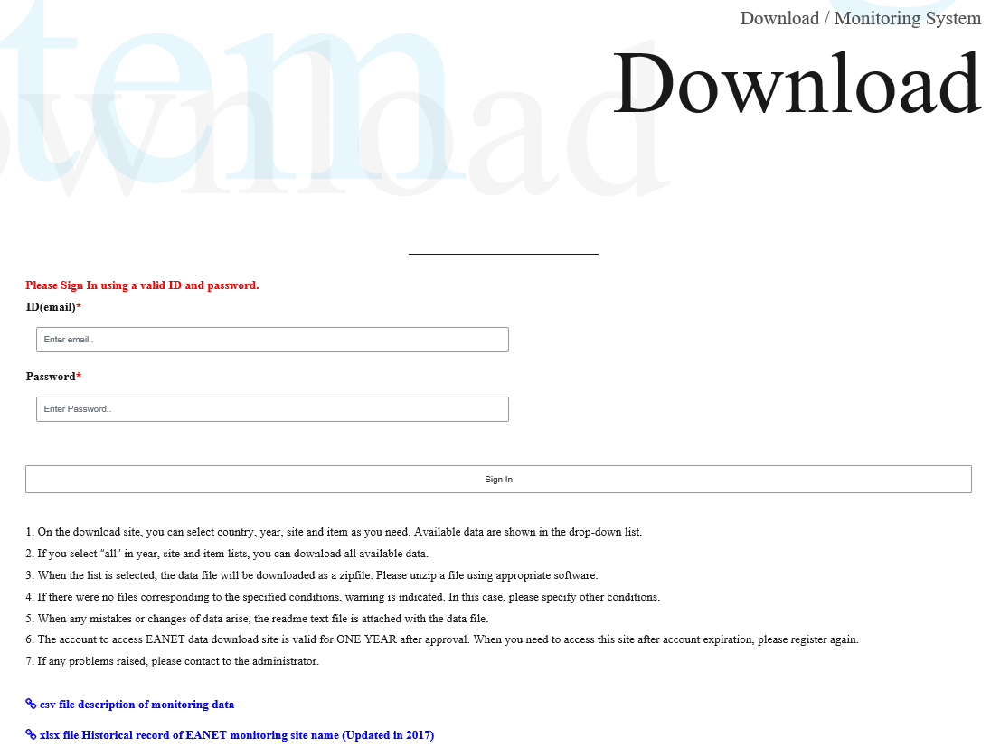 Download / Monitoring System
Download
tem
ownload
Please Sign In using a valid ID and password.
ID(email)*
Enter email..
Password*
Enter Password..
Sign In
1. On the download site, you can select country, year, site and item as you need. Available data are shown in the drop-down list.
2. If you select "all" in year, site and item lists, you can download all available data.
3. When the list is selected, the data file will be downloaded as a zipfile. Please unzip a file using appropriate software.
4. If there were no files corresponding to the specified conditions, warning is indicated. In this case, please specify other conditions.
5. When any mistakes or changes of data arise, the readme text file is attached with the data file.
6. The account to access EANET data download site is valid for ONE YEAR after approval. When you need to access this site after account expiration, please register again.
7. If any problems raised, please contact to the administrator.
csv file description of monitoring data
xlsx file Historical record of EANET monitoring site name (Updated in 2017)